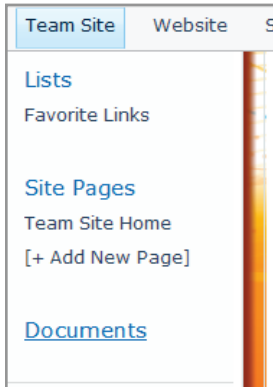 Team Site Website
Lists
Favorite Links
Site Pages
Team Site Home
[+ Add New Page]
Documents